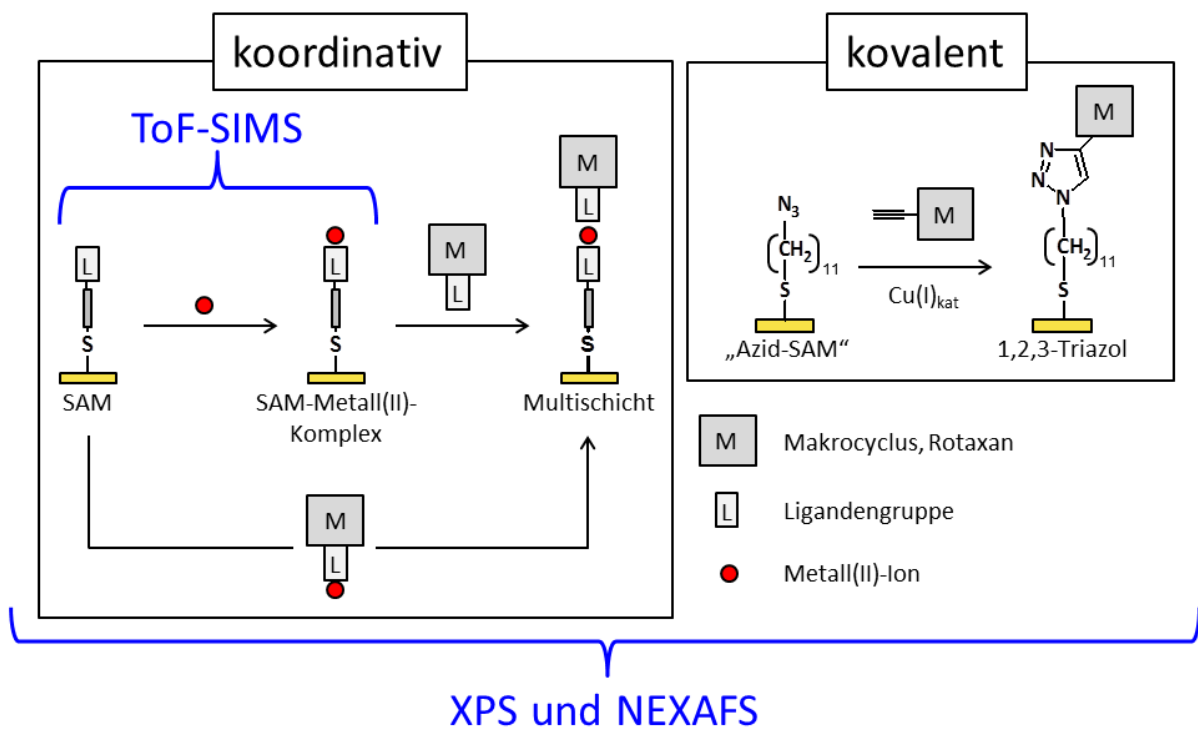 koordinativ
ToF-SIMS
L
S
SAM
L
S
SAM-Metall(II)-
Komplex
M
L
M
L
L
S
Multischicht
M
L
kovalent
N₃
(CH₂)₁₁
S
„Azid-SAM“
M
Cu(I)kat
M
N
N
N
(CH₂)₁₁
S
1,2,3-Triazol
M Makrocyclus, Rotaxan
L Ligandengruppe
Metall(II)-Ion
XPS und NEXAFS